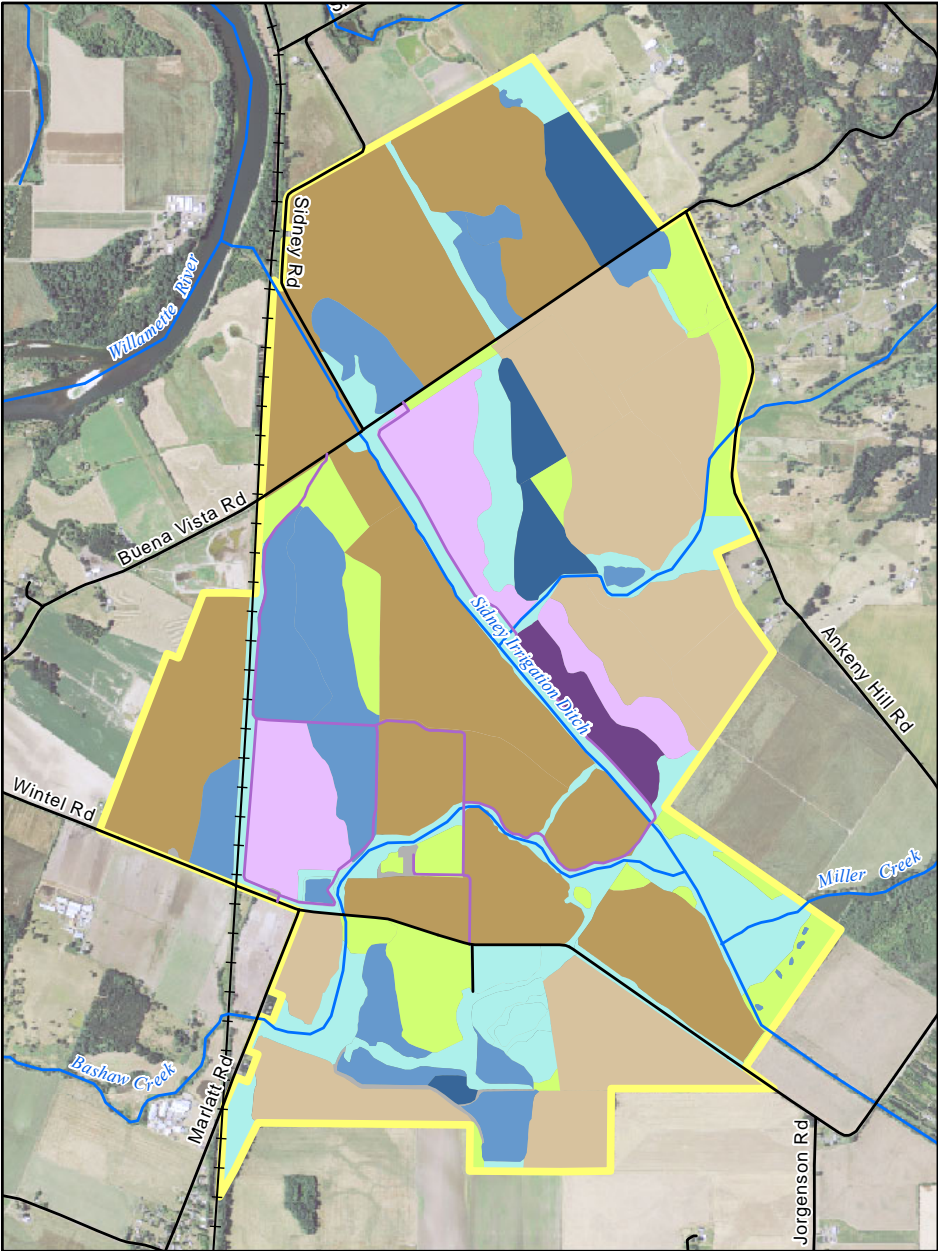 Sidney Rd
Willamette River
Buena Vista Rd
Sidney Irrigation Ditch
Ankeny Hill Rd
Wintel Rd
Miller Creek
Bashaw Creek
Marlatt Rd
Jorgenson Rd